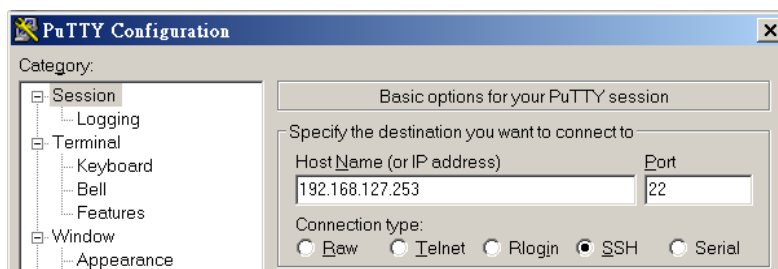 PuTTY Configuration
Category:
Session
Logging
Terminal
Keyboard
Bell
Features
Window
Appearance
Basic options for your PuTTY session
Specify the destination you want to connect to
Host Name (or IP address) Port
192.168.127.253 22
Connection type:
Raw Telnet Rlogin SSH Serial